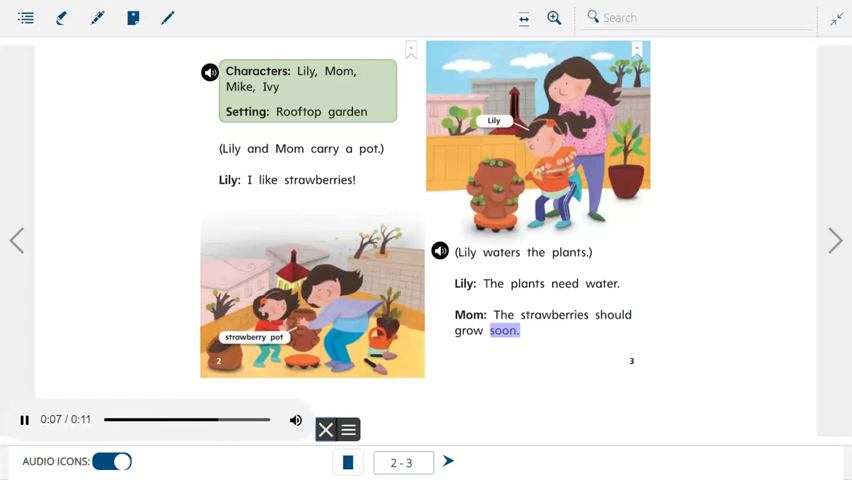 Search
Characters: Lily, Mom,
Mike, Ivy
Setting: Rooftop garden
(Lily and Mom carry a pot.)
Lily: I like strawberries!
strawberry pot
2
Lily
(Lily waters the plants.)
Lily: The plants need water.
Mom: The strawberries should
grow soon.
3
0:07 / 0:11
AUDIO ICONS:
2 - 3